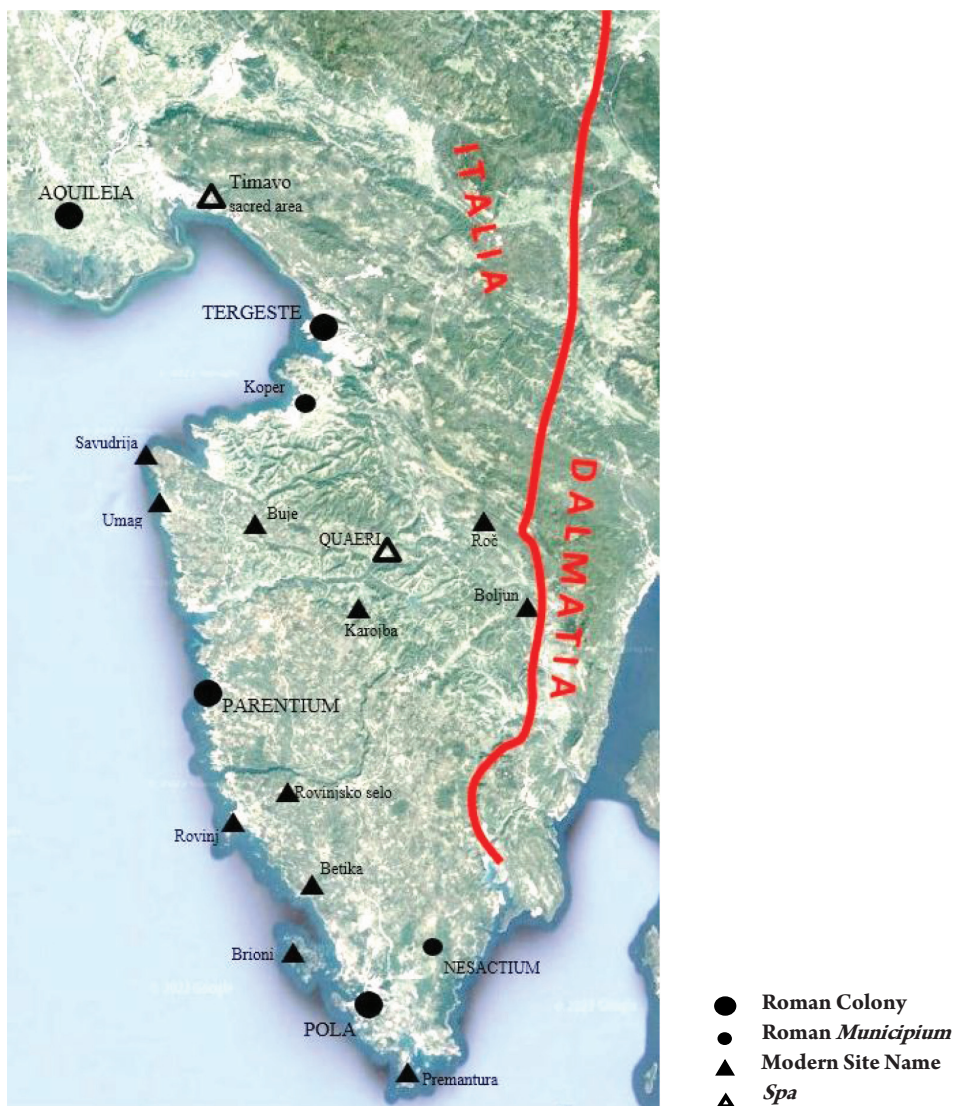 ITALIA
Timavo
sacred area
AQUILEIA
TERGESTE
Koper
Savudrija
DALMATIA
Umag
Buje
QUAERI
Roč
Boljun
Karojba
PARENTIUM
Rovinjsko selo
Rovinj
Betika
Brioni
NESACTIUM
POLA
Premantura
Roman Colony
Roman Municipium
Modern Site Name
Spa